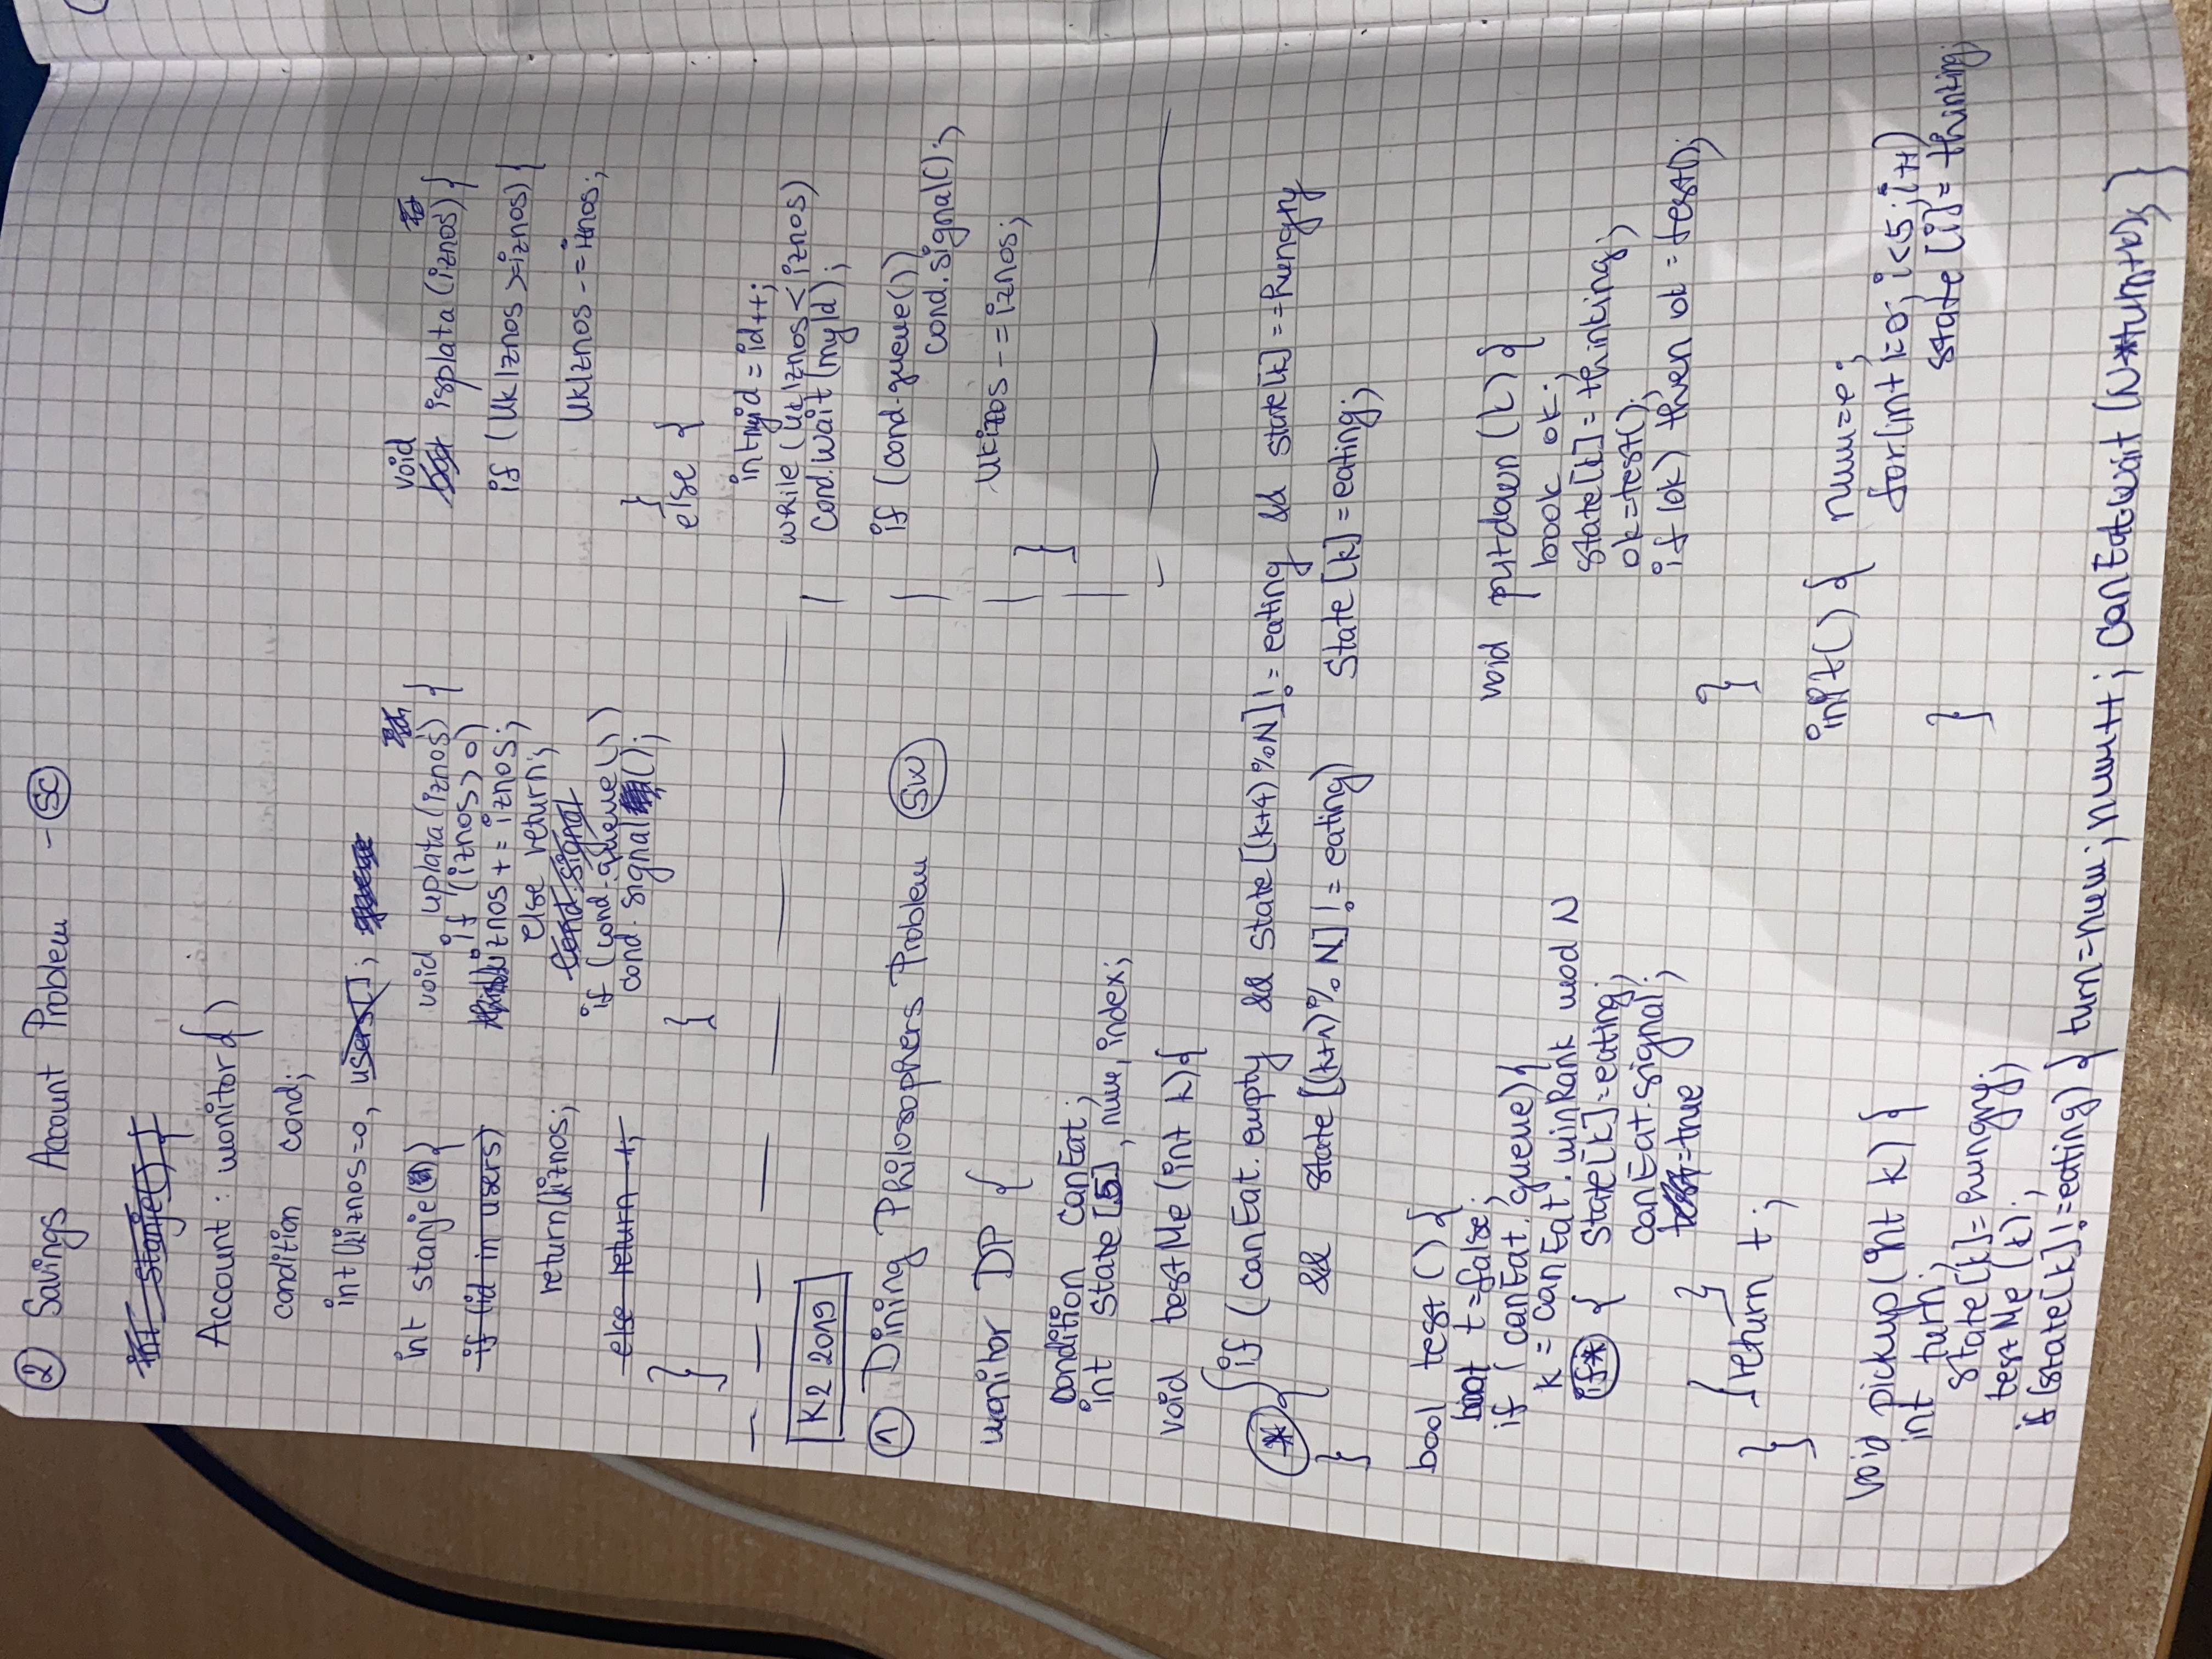 ② Savings Account Problem - SC
int stanje() {
Account : monitor { )
condition cond;
int Ukiznos=0, users[];
int stanje() {
if (id in users)
return Ukiznos;
else return
}
void uplata(iznos) {
if (iznos>0)
Ukiznos += iznos;
else return;
cond.signal
if (cond.queue())
cond.signal();
}
void
isplata (iznos) {
if (UkIznos >=iznos) {
UkIznos -=iznos;
}
else {
int myid = id++;
while (UkIznos < iznos)
cond.wait(myId);
if (cond.queue())
cond.signal();
Ukiznos -= iznos;
}
K2 2019
① Dining Philosophers Problem SW
monitor DP {
condition canEat;
int state[5], num, index;
void testMe (int k){
* { if (canEat.empty && state[(k+4)%N]!=eating && state[k]==hungry
&& state[(k+1)%N]!=eating) state[k]=eating;
}
bool test () {
t=false;
if (canEat.queue){
k = canEat.minRank mod N
if* { state[k]=eating;
canEat.signal;
=true
}
return t;
}
void putdown (k) {
ok;
state[k]=thinking;
ok=test();
if (ok) then ok = test();
}
init() { num=0;
for(int i=0; i<5; i++)
state[i]=thinking;
}
void pickup(int k) {
int turn;
state[k]=hungry;
testMe (k);
if (state[k]!=eating) { turn=num; num++; canEat.wait (N*turn+k); }